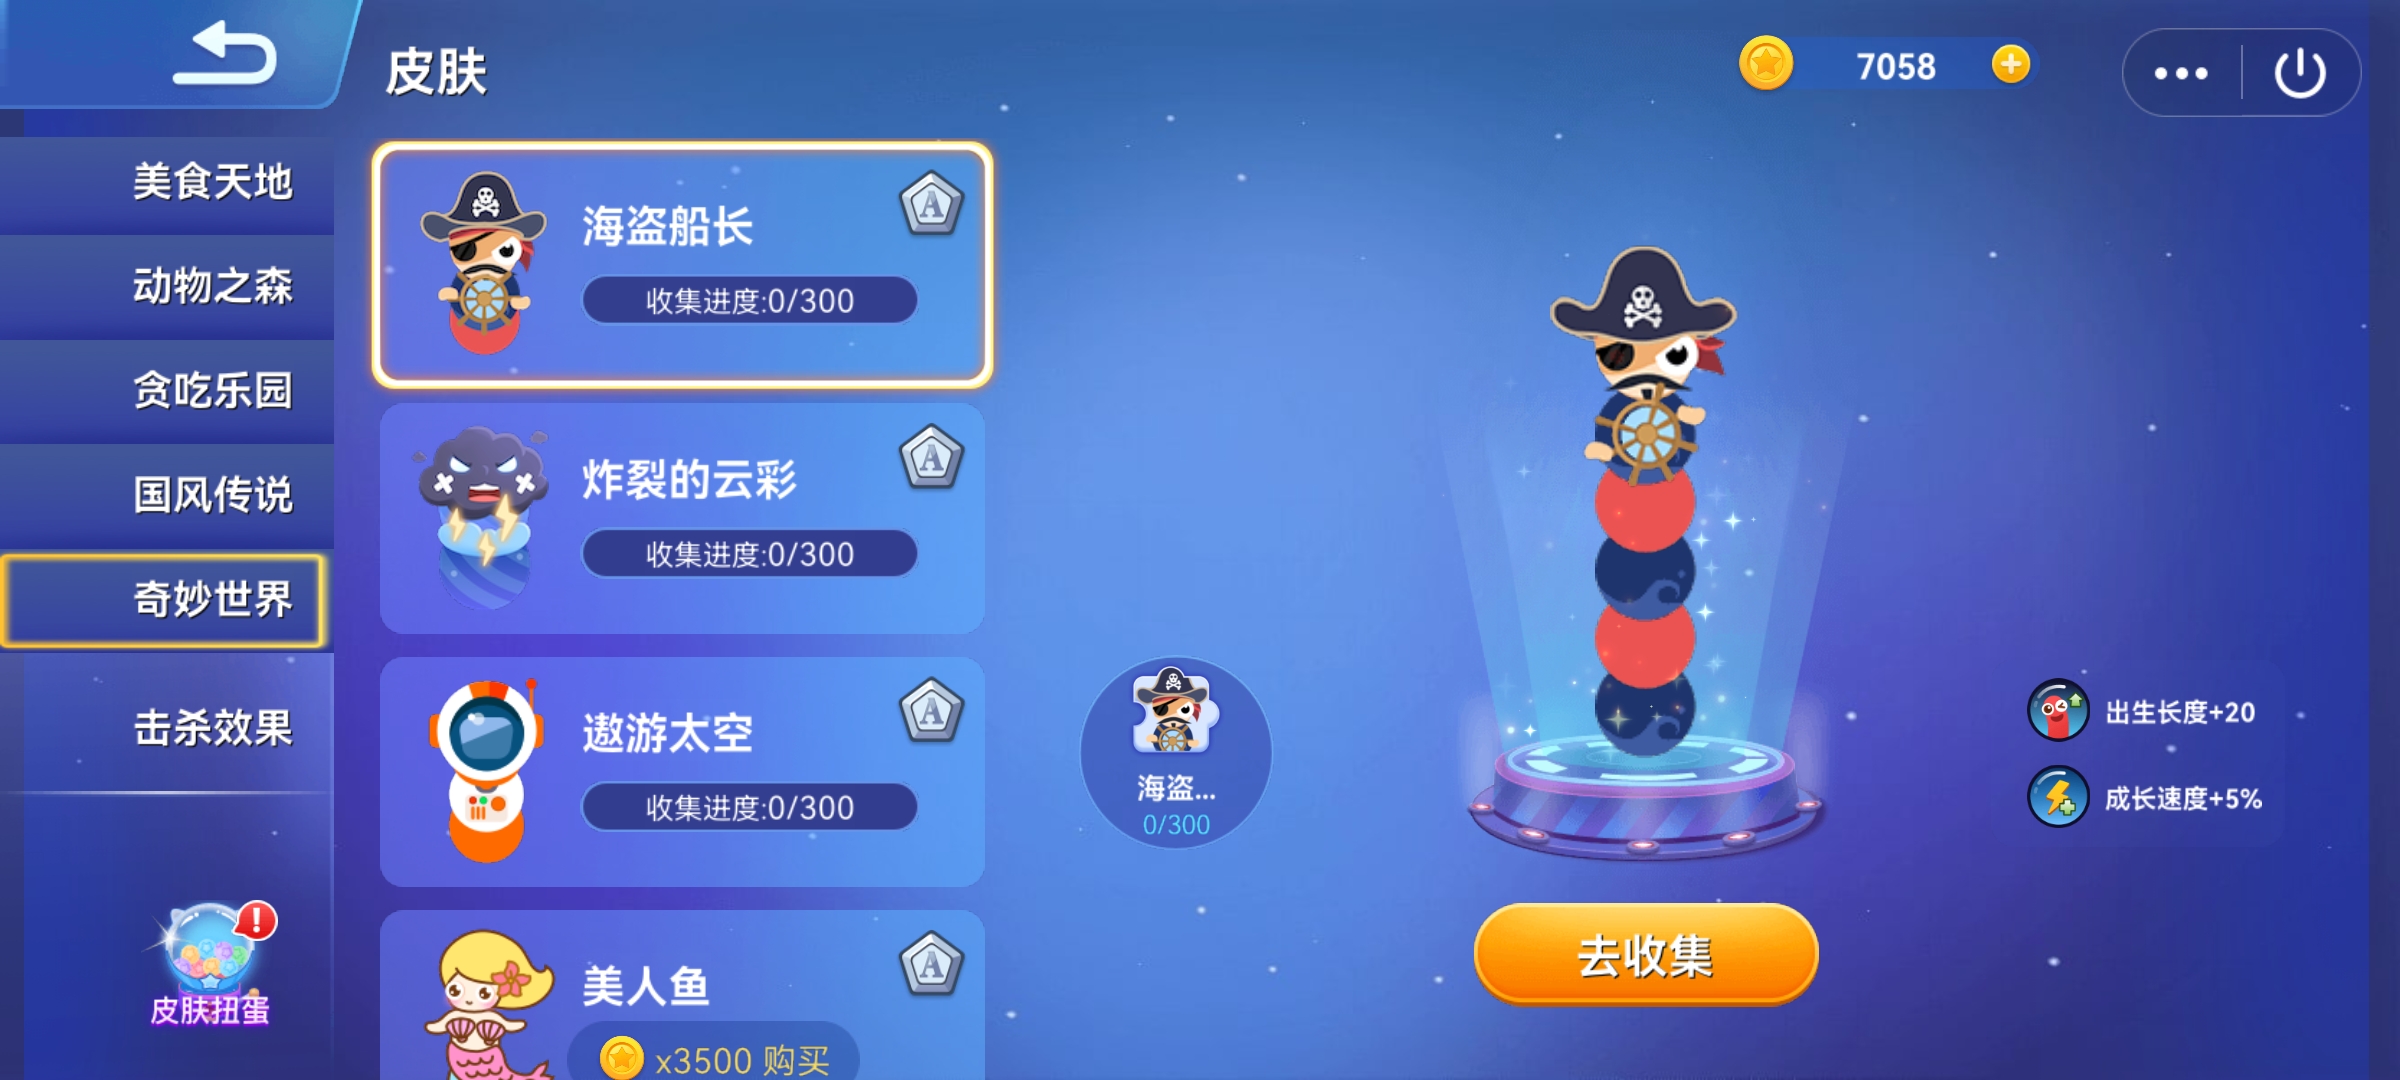 皮肤
7058
美食天地
动物之森
贪吃乐园
国风传说
奇妙世界
击杀效果
皮肤扭蛋
海盗船长
A
收集进度:0/300
炸裂的云彩
A
收集进度:0/300
遨游太空
A
收集进度:0/300
美人鱼
A
x3500 购买
海盗...
0/300
出生长度+20
成长速度+5%
去收集